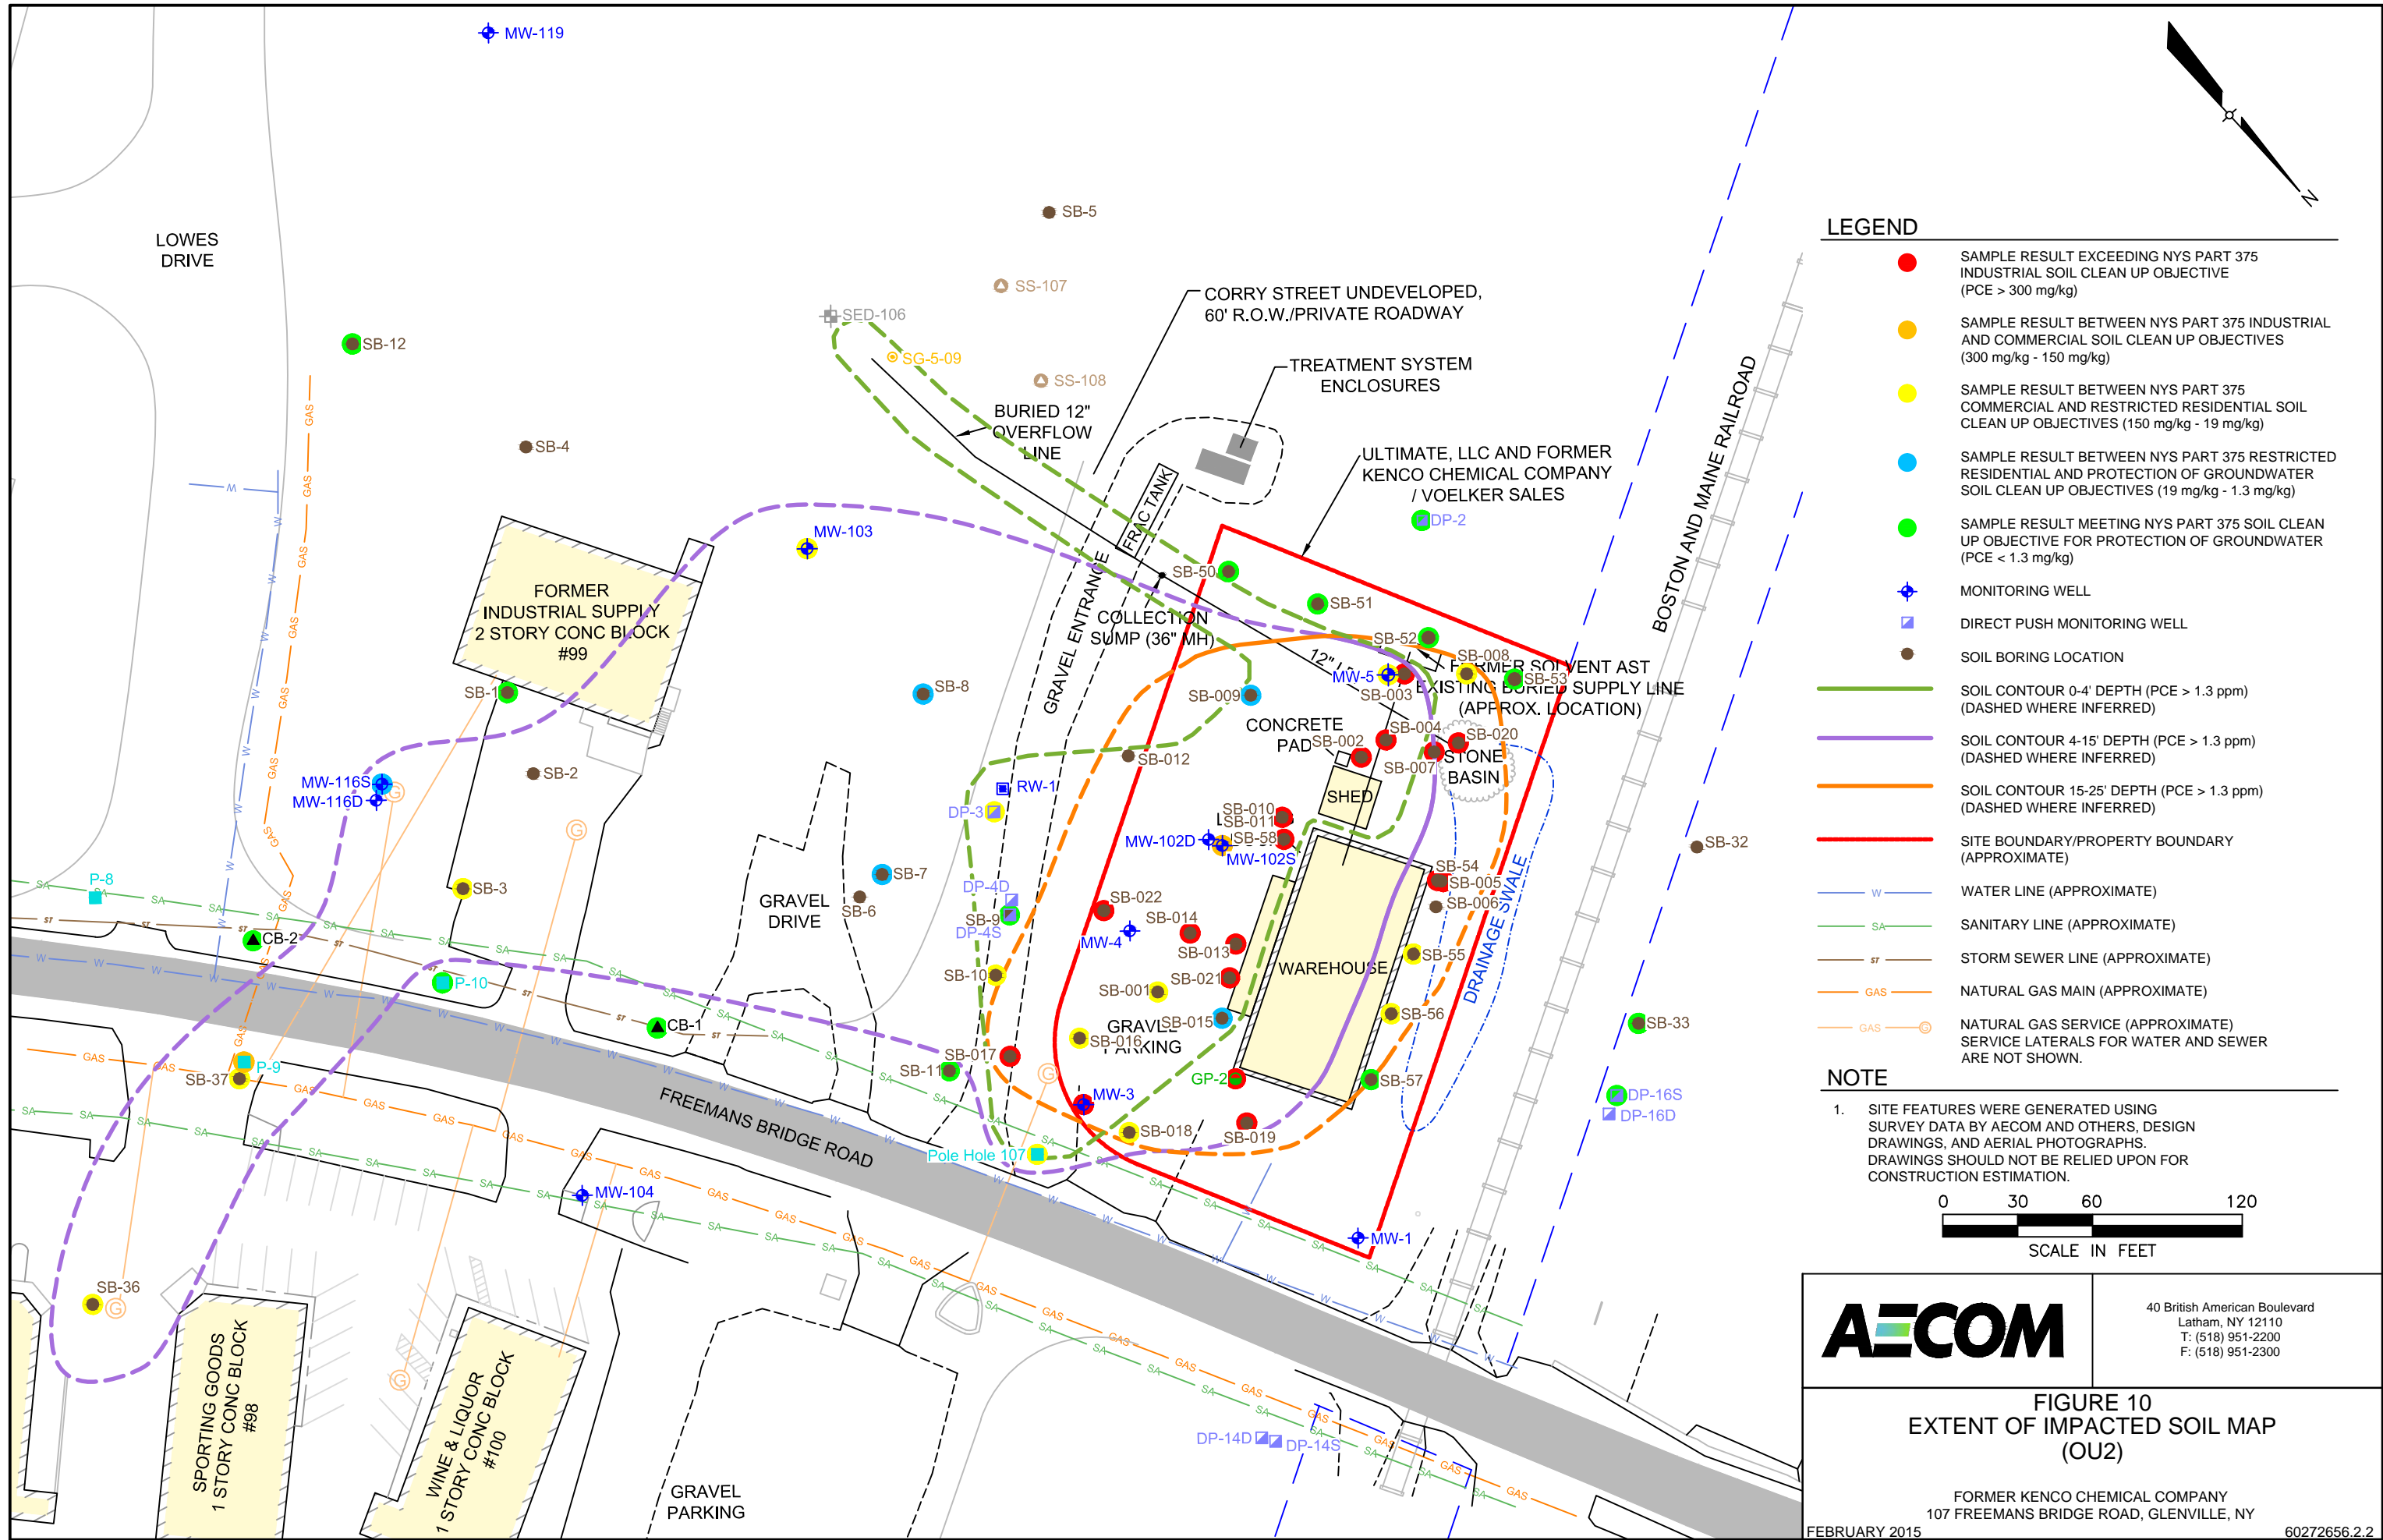 MW-119
LOWES
DRIVE
SB-5
SS-107
SED-106
SG-5-09
SS-108
SB-12
SB-4
CORRY STREET UNDEVELOPED,
60' R.O.W./PRIVATE ROADWAY
TREATMENT SYSTEM
ENCLOSURES
BURIED 12"
OVERFLOW
LINE
ULTIMATE, LLC AND FORMER
KENCO CHEMICAL COMPANY
/ VOELKER SALES
DP-2
FRAC TANK
GRAVEL ENTRANCE
BOSTON AND MAINE RAILROAD
MW-103
FORMER
INDUSTRIAL SUPPLY
2 STORY CONC BLOCK
#99
SB-50
SB-51
COLLECTION
SUMP (36" MH)
SB-52
12"
SB-008
FORMER SOLVENT AST
EXISTING BURIED SUPPLY LINE
(APPROX. LOCATION)
SB-53
MW-5
SB-003
SB-009
SB-1
SB-8
CONCRETE
PAD
SB-002
SB-004
SB-020
SB-007
STONE
BASIN
SB-012
SB-2
MW-116S
MW-116D
RW-1
DP-3
SHED
SB-010
SB-011
SB-58
MW-102D
MW-102S
SB-32
SB-54
SB-005
SB-006
P-8
SB-3
SB-7
SB-6
GRAVEL
DRIVE
DP-4D
SB-9
DP-4S
SB-022
SB-014
MW-4
SB-013
CB-2
WAREHOUSE
SB-55
DRAINAGE SWALE
P-10
SB-10
SB-001
SB-021
SB-015
SB-56
SB-33
CB-1
GRAVEL
PARKING
SB-016
SB-017
SB-11
P-9
SB-37
GP-2
SB-57
MW-3
DP-16S
DP-16D
SB-018
SB-019
Pole Hole 107
FREEMANS BRIDGE ROAD
MW-104
MW-1
SB-36
SPORTING GOODS
1 STORY CONC BLOCK
#98
WINE & LIQUOR
1 STORY CONC BLOCK
#100
GRAVEL
PARKING
DP-14D
DP-14S
N
LEGEND
SAMPLE RESULT EXCEEDING NYS PART 375
INDUSTRIAL SOIL CLEAN UP OBJECTIVE
(PCE > 300 mg/kg)
SAMPLE RESULT BETWEEN NYS PART 375 INDUSTRIAL
AND COMMERCIAL SOIL CLEAN UP OBJECTIVES
(300 mg/kg - 150 mg/kg)
SAMPLE RESULT BETWEEN NYS PART 375
COMMERCIAL AND RESTRICTED RESIDENTIAL SOIL
CLEAN UP OBJECTIVES (150 mg/kg - 19 mg/kg)
SAMPLE RESULT BETWEEN NYS PART 375 RESTRICTED
RESIDENTIAL AND PROTECTION OF GROUNDWATER
SOIL CLEAN UP OBJECTIVES (19 mg/kg - 1.3 mg/kg)
SAMPLE RESULT MEETING NYS PART 375 SOIL CLEAN
UP OBJECTIVE FOR PROTECTION OF GROUNDWATER
(PCE < 1.3 mg/kg)
MONITORING WELL
DIRECT PUSH MONITORING WELL
SOIL BORING LOCATION
SOIL CONTOUR 0-4' DEPTH (PCE > 1.3 ppm)
(DASHED WHERE INFERRED)
SOIL CONTOUR 4-15' DEPTH (PCE > 1.3 ppm)
(DASHED WHERE INFERRED)
SOIL CONTOUR 15-25' DEPTH (PCE > 1.3 ppm)
(DASHED WHERE INFERRED)
SITE BOUNDARY/PROPERTY BOUNDARY
(APPROXIMATE)
W WATER LINE (APPROXIMATE)
SA SANITARY LINE (APPROXIMATE)
ST STORM SEWER LINE (APPROXIMATE)
GAS NATURAL GAS MAIN (APPROXIMATE)
GAS G NATURAL GAS SERVICE (APPROXIMATE)
SERVICE LATERALS FOR WATER AND SEWER
ARE NOT SHOWN.
NOTE
1. SITE FEATURES WERE GENERATED USING
SURVEY DATA BY AECOM AND OTHERS, DESIGN
DRAWINGS, AND AERIAL PHOTOGRAPHS.
DRAWINGS SHOULD NOT BE RELIED UPON FOR
CONSTRUCTION ESTIMATION.
0 30 60 120
SCALE IN FEET
AECOM
40 British American Boulevard
Latham, NY 12110
T: (518) 951-2200
F: (518) 951-2300
FIGURE 10
EXTENT OF IMPACTED SOIL MAP
(OU2)
FORMER KENCO CHEMICAL COMPANY
107 FREEMANS BRIDGE ROAD, GLENVILLE, NY
FEBRUARY 2015 60272656.2.2